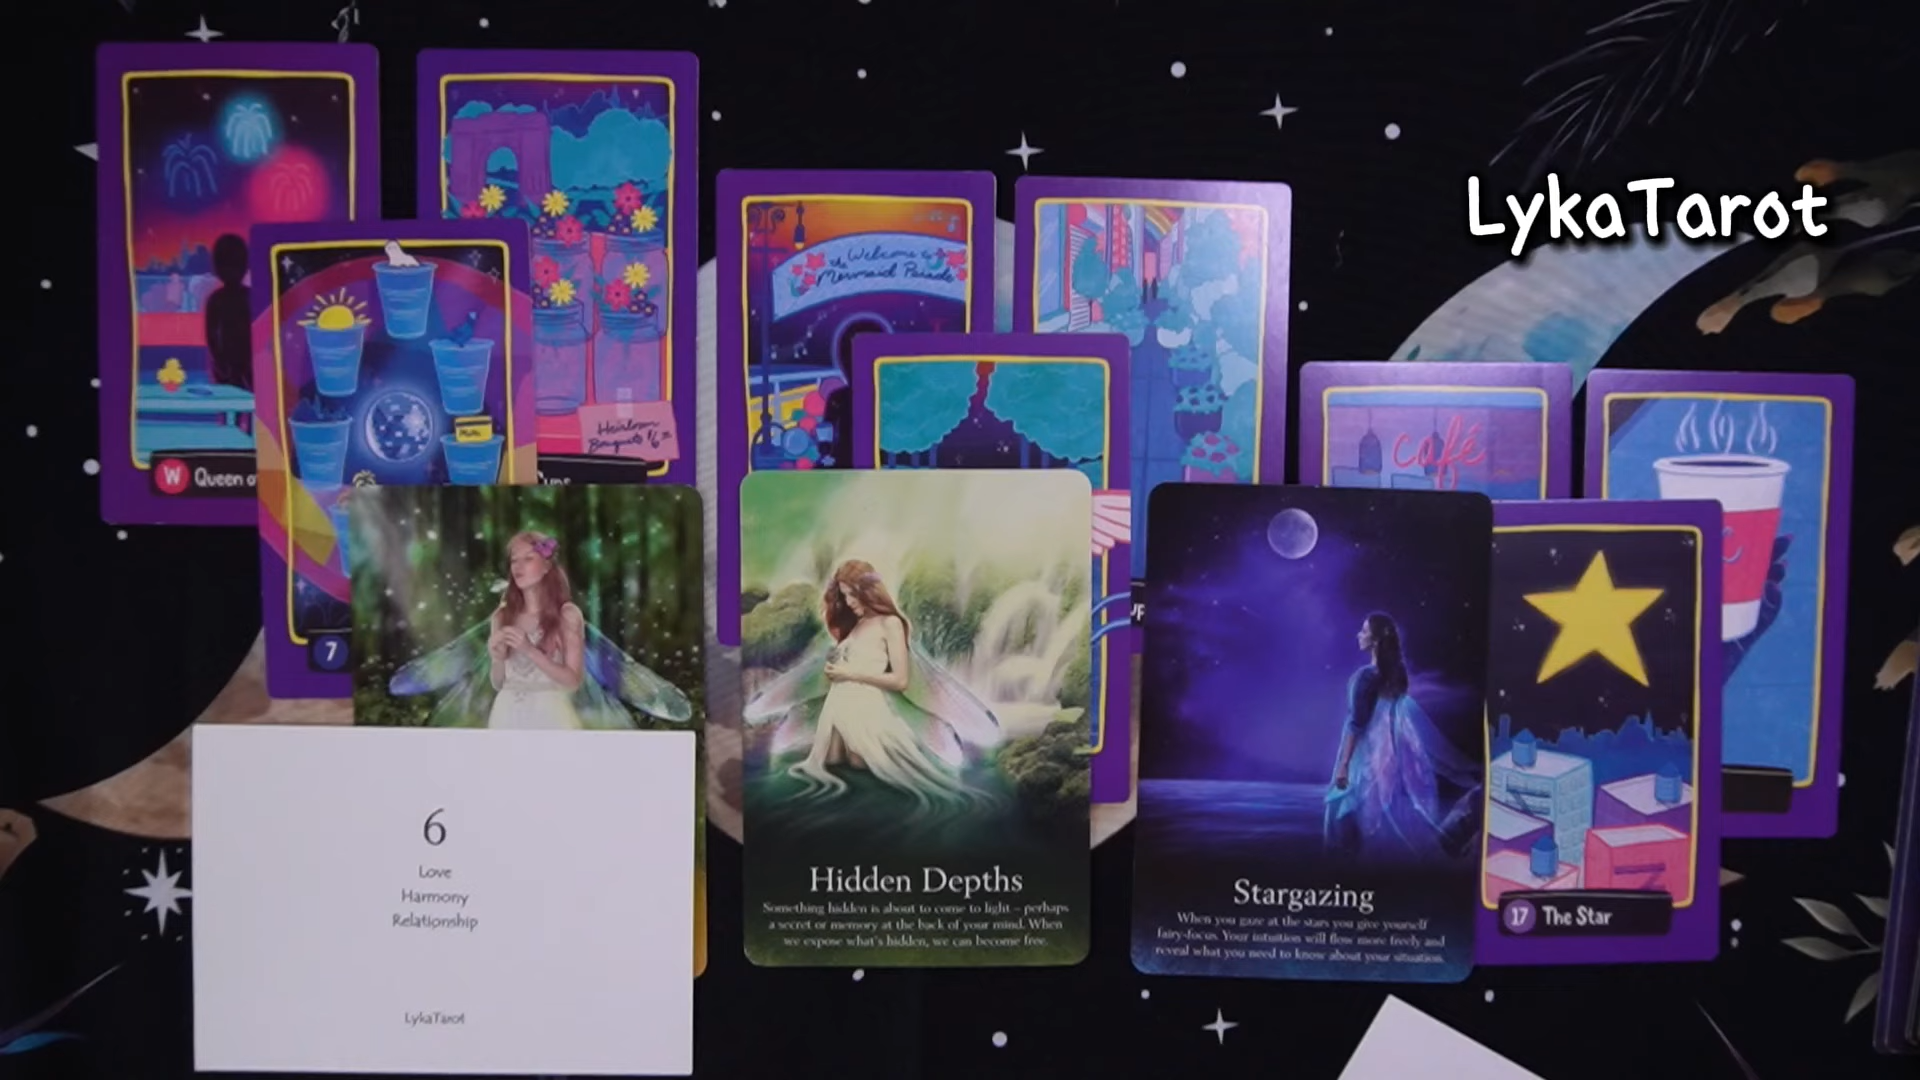 LykaTarot
Welcome to
the Mermaid Parade
café
Heirloom
Bouquets
W Queen
Cups
7
6
Love
Harmony
Relationship
LykaTarot
Hidden Depths
Something hidden is about to come to light – perhaps
a secret or memory at the back of your mind. When
we expose what's hidden, we can become free.
Stargazing
When you gaze at the stars you give yourself
fairy-focus. Your intuition will flow more freely and
reveal what you need to know about your situation.
17 The Star